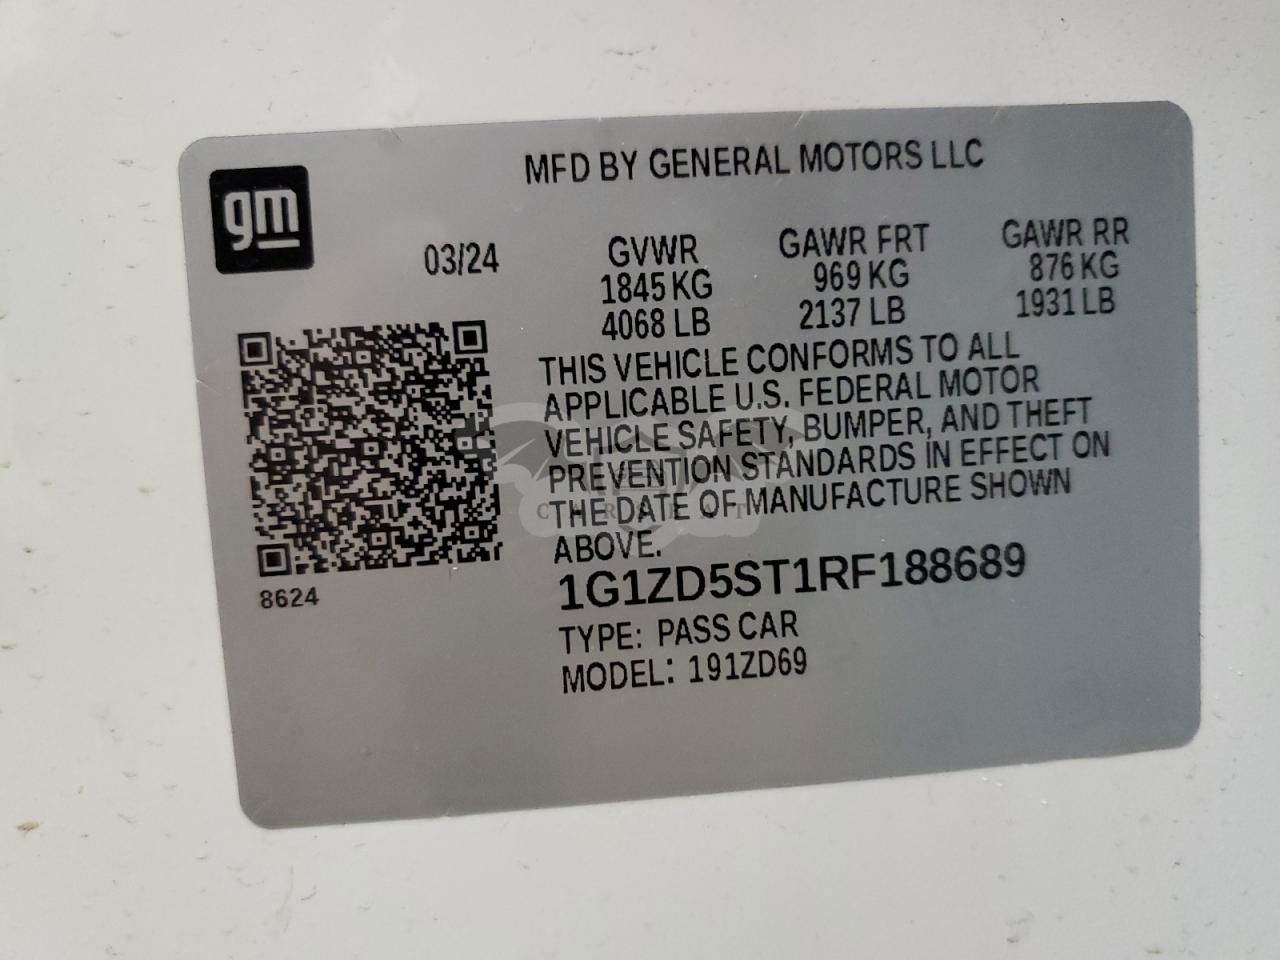 gm
MFD BY GENERAL MOTORS LLC
03/24
GVWR GAWR FRT GAWR RR
1845 KG 969 KG 876 KG
4068 LB 2137 LB 1931 LB
THIS VEHICLE CONFORMS TO ALL
APPLICABLE U.S. FEDERAL MOTOR
VEHICLE SAFETY, BUMPER, AND THEFT
PREVENTION STANDARDS IN EFFECT ON
THE DATE OF MANUFACTURE SHOWN
ABOVE.
8624
1G1ZD5ST1RF188689
TYPE: PASS CAR
MODEL: 191ZD69